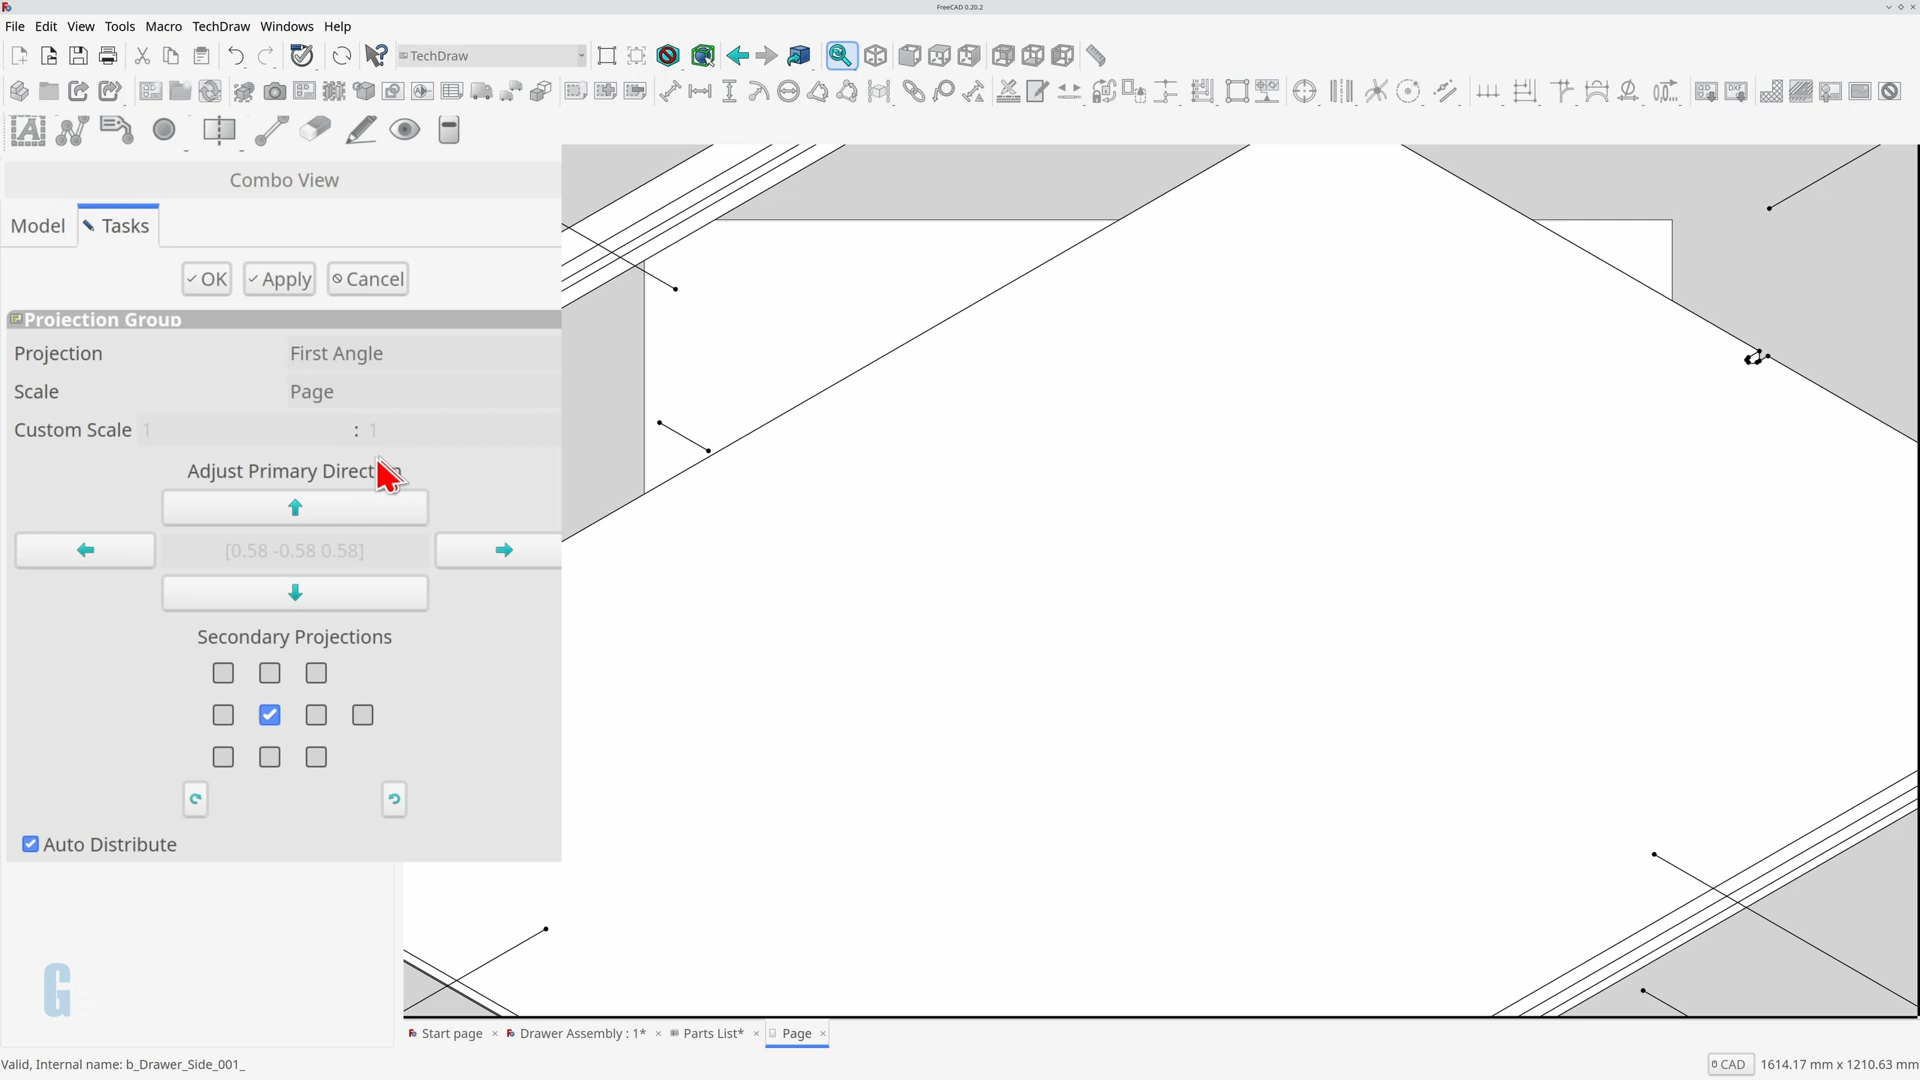 FreeCAD 0.20.2
File Edit View Tools Macro TechDraw Windows Help
TechDraw
Combo View
Model Tasks
OK Apply Cancel
Projection Group
Projection First Angle
Scale Page
Custom Scale 1 : 1
Adjust Primary Direct
[0.58 -0.58 0.58]
Secondary Projections
Auto Distribute
G
Start page Drawer Assembly : 1* Parts List* Page
Valid, Internal name: b_Drawer_Side_001_
CAD 1614.17 mm x 1210.63 mm